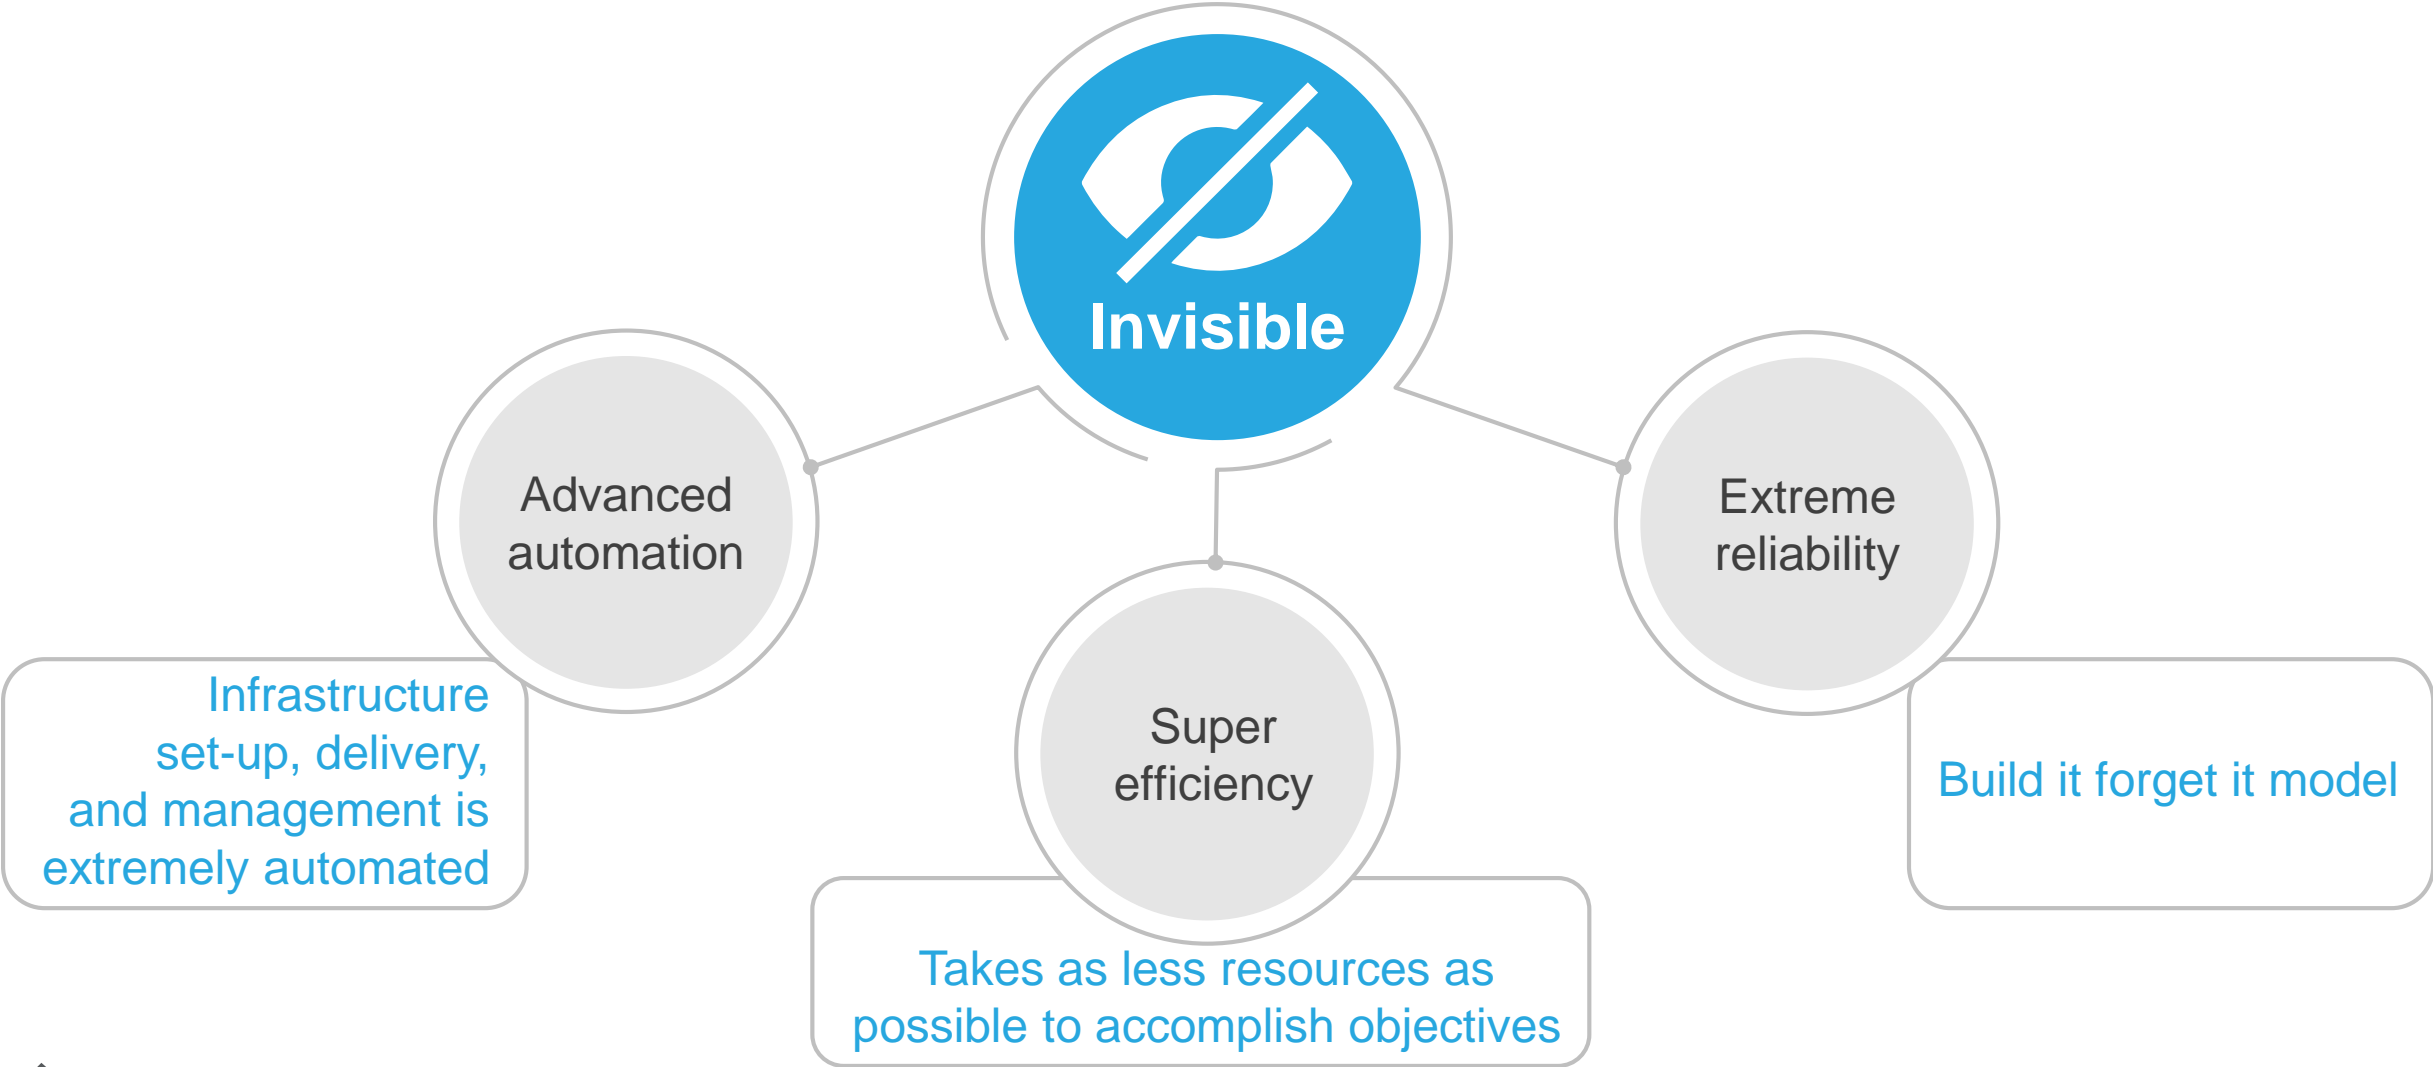 Invisible
Advanced
automation
Infrastructure
set-up, delivery,
and management is
extremely automated
Super
efficiency
Takes as less resources as
possible to accomplish objectives
Extreme
reliability
Build it forget it model